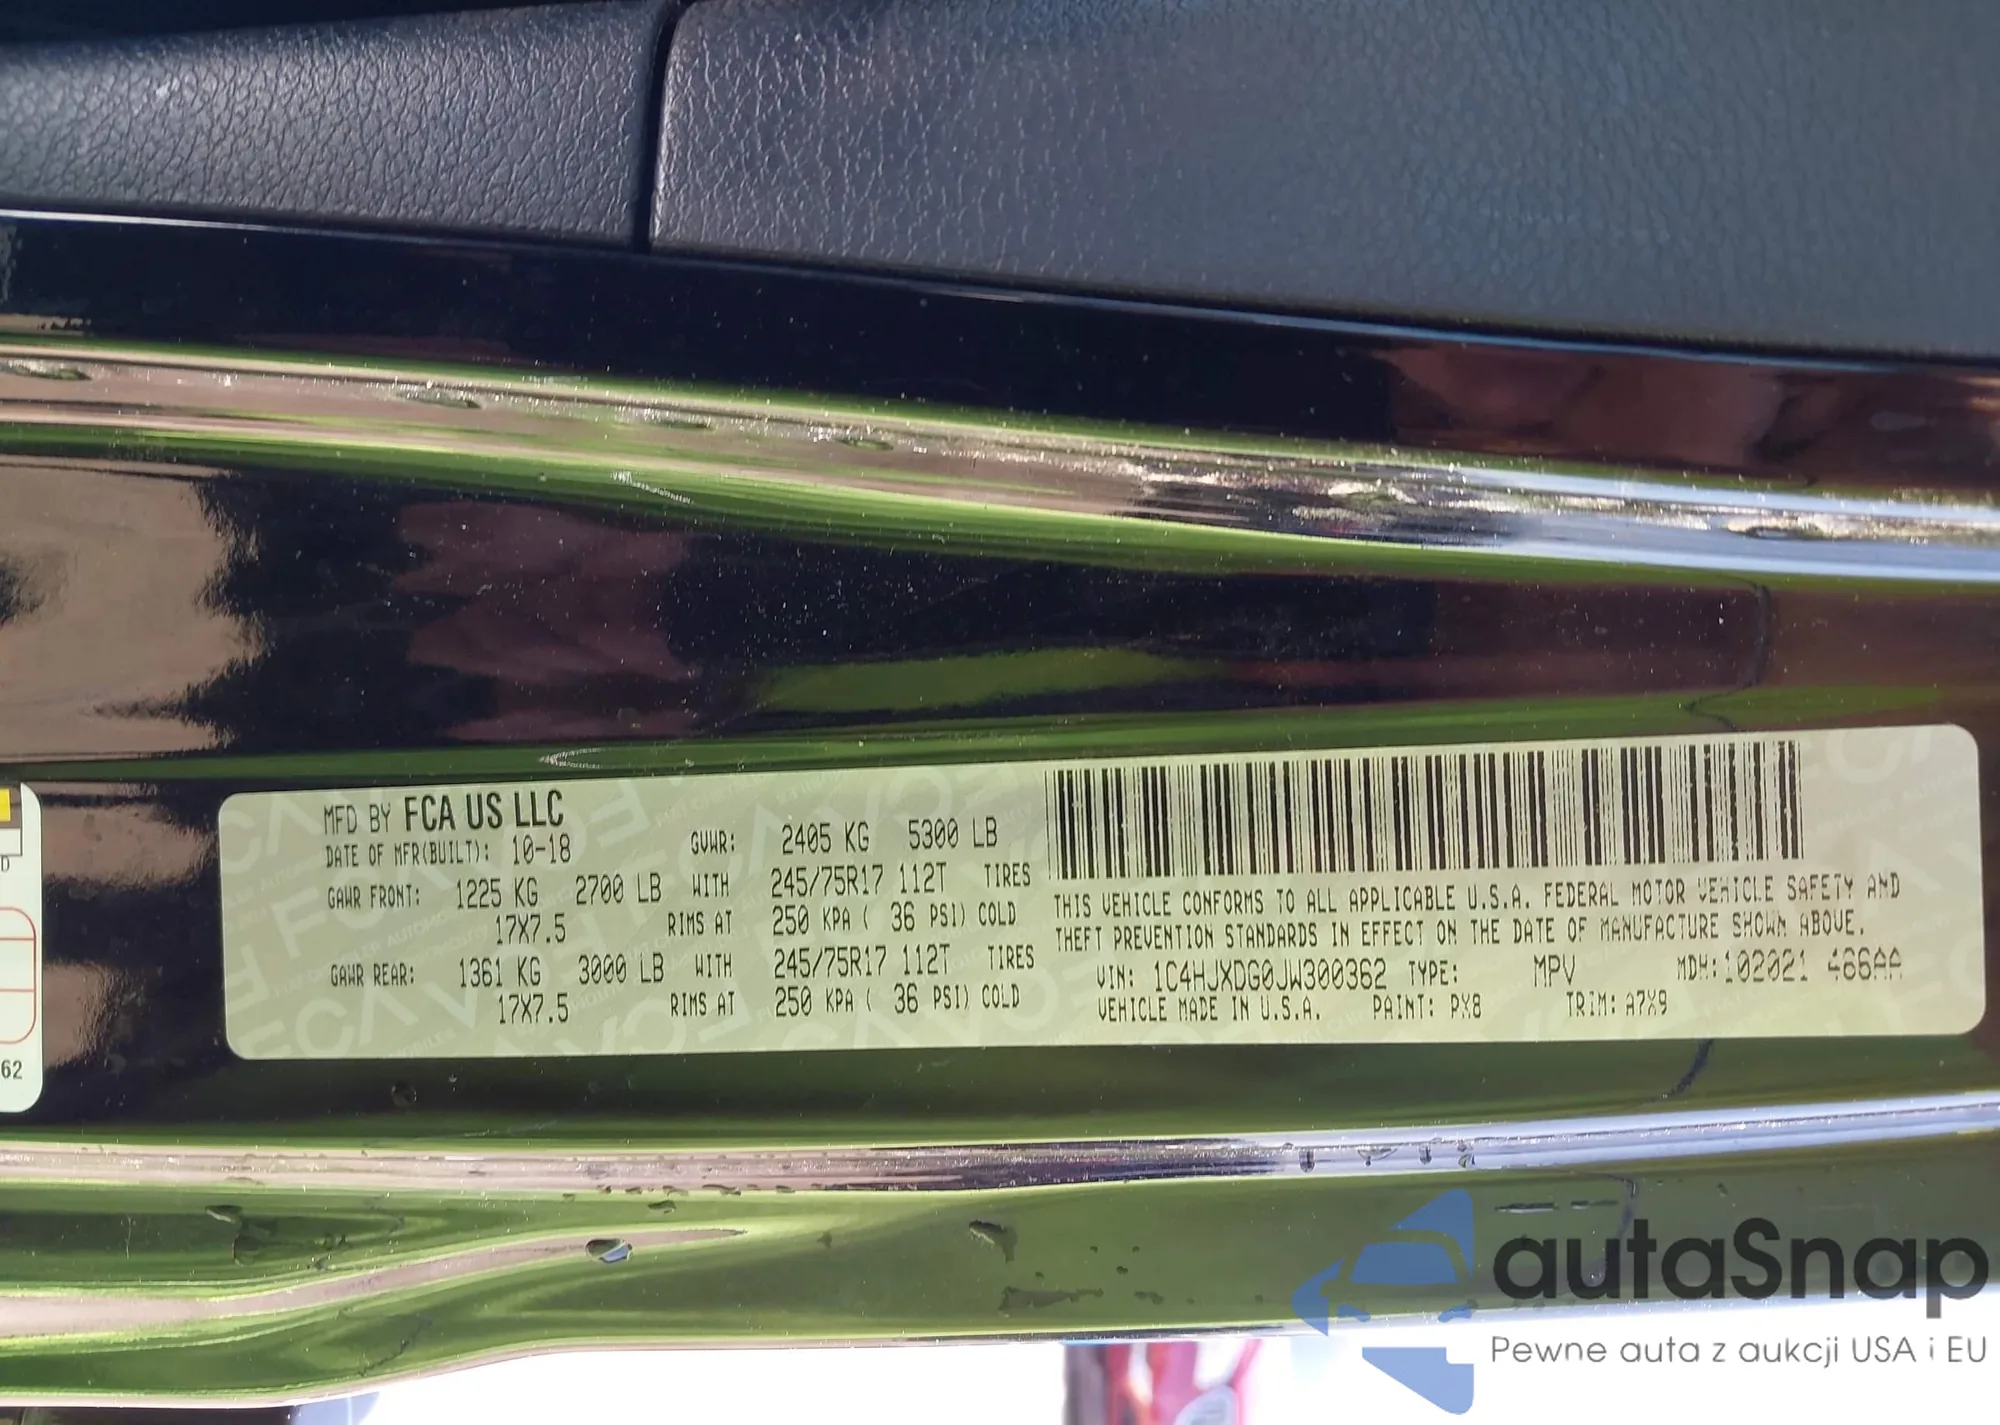 MFD BY FCA US LLC
DATE OF MFR(BUILT): 10-18 GVWR: 2405 KG 5300 LB
GAWR FRONT: 1225 KG 2700 LB WITH 245/75R17 112T TIRES
17X7.5 RIMS AT 250 KPA ( 36 PSI) COLD
GAWR REAR: 1361 KG 3000 LB WITH 245/75R17 112T TIRES
17X7.5 RIMS AT 250 KPA ( 36 PSI) COLD
THIS VEHICLE CONFORMS TO ALL APPLICABLE U.S.A. FEDERAL MOTOR VEHICLE SAFETY AND
THEFT PREVENTION STANDARDS IN EFFECT ON THE DATE OF MANUFACTURE SHOWN ABOVE.
VIN: 1C4HJXDG0JW300362 TYPE: MPV MDH: 102021 466AA
VEHICLE MADE IN U.S.A. PAINT: PX8 TRIM: A7X9
D
62
autaSnap
Pewne auta z aukcji USA i EU